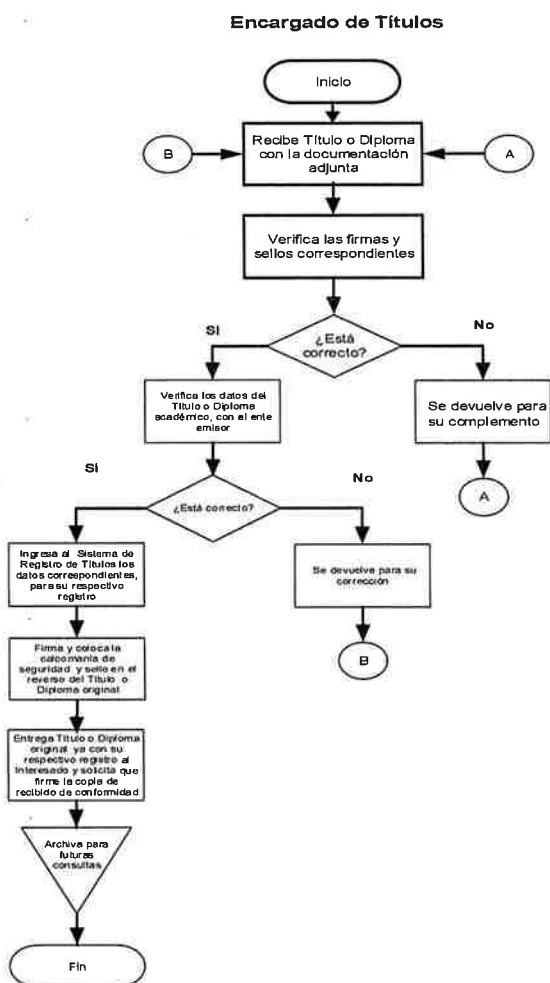 Encargado de Títulos
Inicio
Recibe Título o Diploma
con la documentación
adjunta
B
A
Verifica las firmas y
sellos correspondientes
SI
No
¿Está
correcto?
Verifica los datos del
Título o Diploma
académico, con el ente
emisor
Se devuelve para
su complemento
A
Si
No
¿Está correcto?
Ingresa al Sistema de
Registro de Títulos los
datos correspondientes,
para su respectivo
registro
Se devuelve para su
corrección
B
Firma y coloca la
calcomanía de
seguridad y sello en el
reverso del Título o
Diploma original
Entrega Título o Diploma
original ya con su
respectivo registro al
Interesado y solicita que
firme la copia de
recibido de conformidad
Archiva para
futuras
consultas
Fin